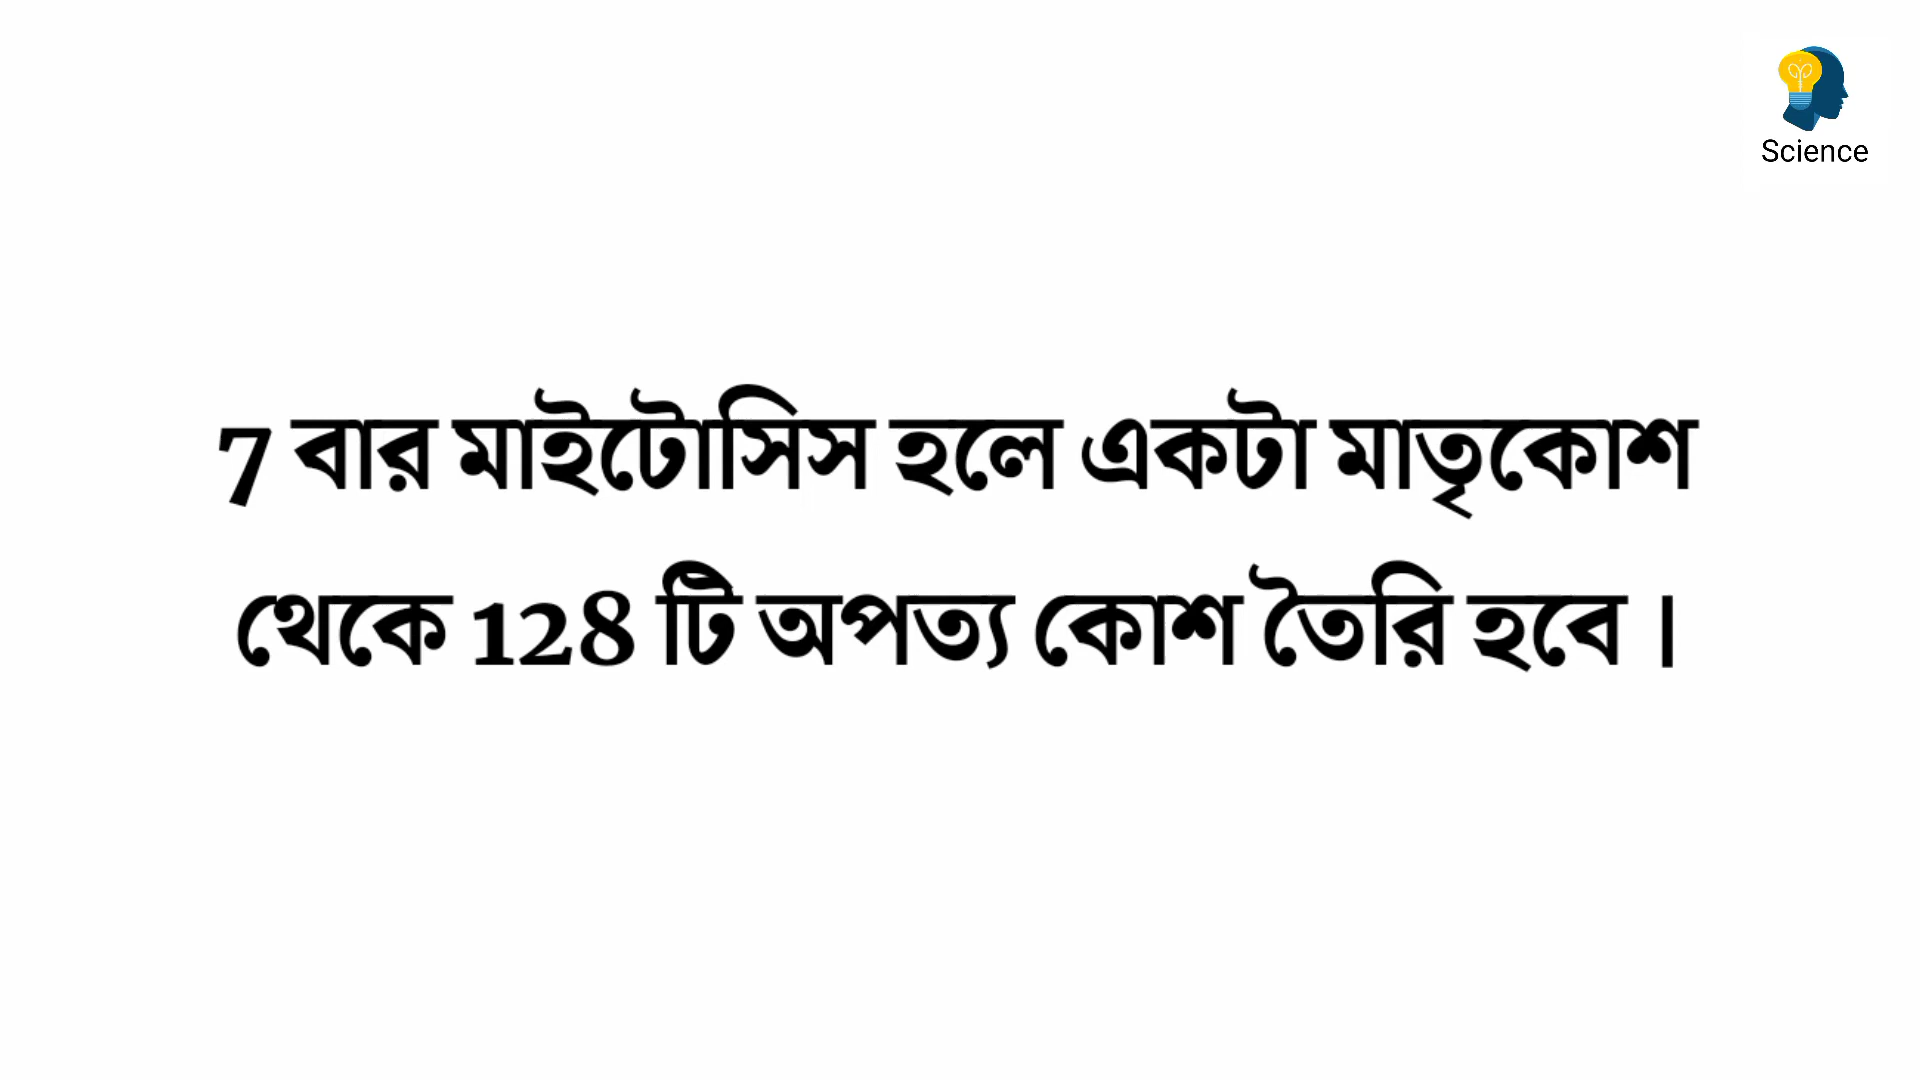 Science
7 বার মাইটোসিস হলে একটা মাতৃকোশ
থেকে 128 টি অপত্য কোশ তৈরি হবে ।